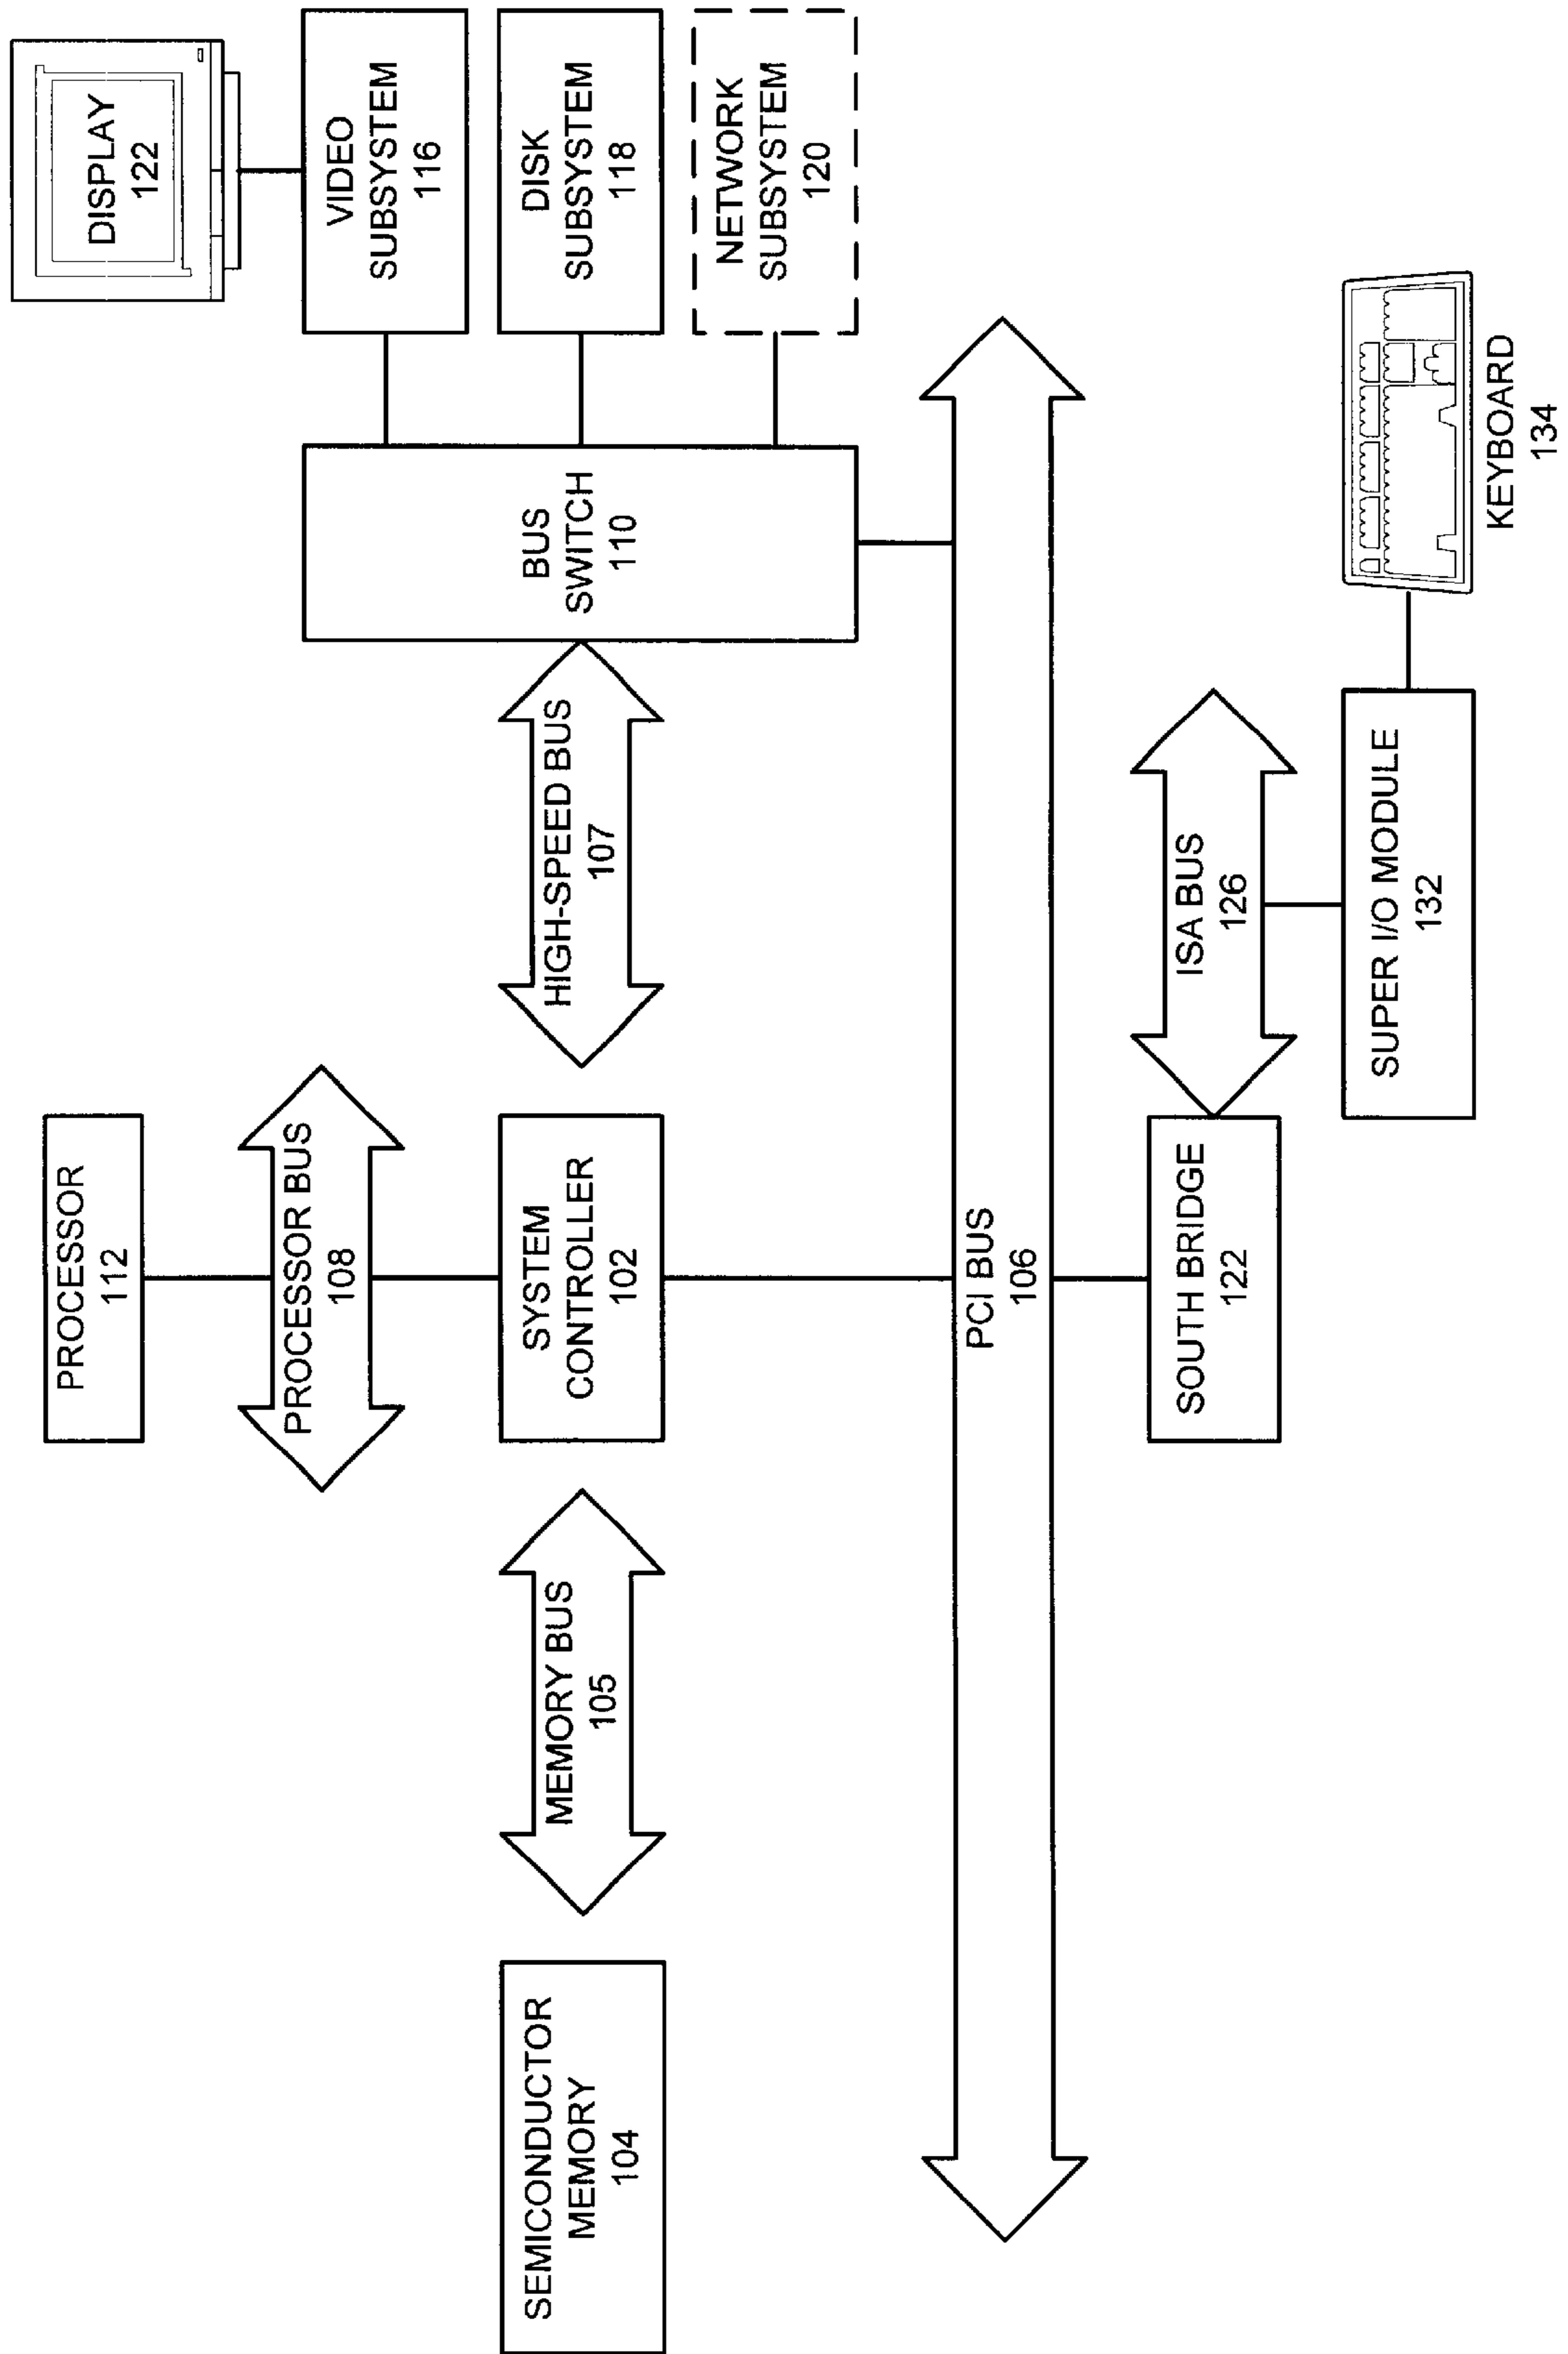 PROCESSOR
112
DISPLAY
122
PROCESSOR BUS
108
VIDEO
SUBSYSTEM
116
SEMICONDUCTOR
MEMORY
104
MEMORY BUS
105
SYSTEM
CONTROLLER
102
HIGH-SPEED BUS
107
BUS
SWITCH
110
DISK
SUBSYSTEM
118
NETWORK
SUBSYSTEM
120
PCI BUS
106
SOUTH BRIDGE
122
ISA BUS
126
SUPER I/O MODULE
132
KEYBOARD
134